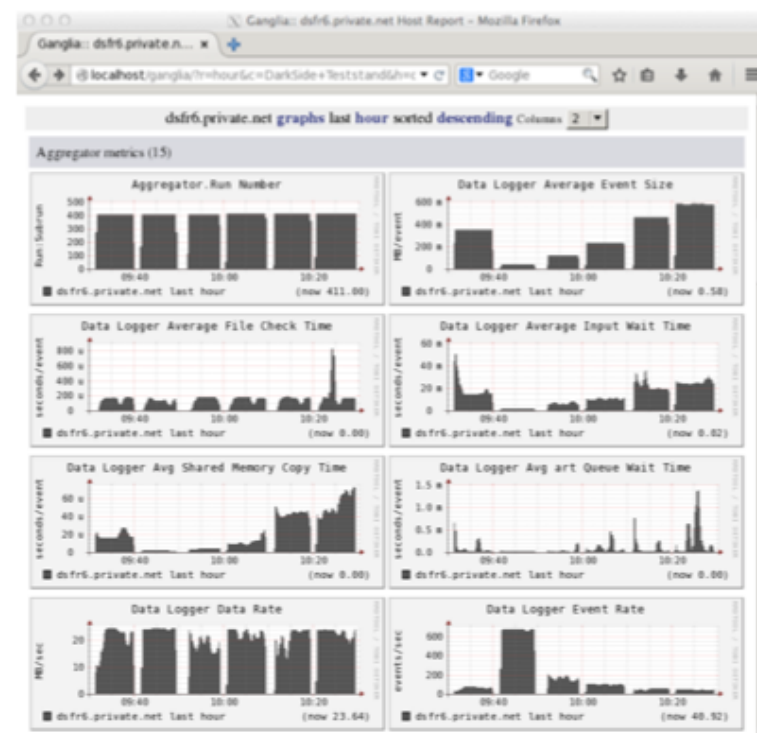 Ganglia:: dsfr6.private.net Host Report - Mozilla Firefox
Ganglia:: dsfr6.private.n...
localhost/ganglia/?r=hour&c=DarkSide+Teststand&h=c
Google
dsfr6.private.net graphs last hour sorted descending Columns 2
Aggregator metrics (15)
Aggregator.Run Number
Run:Subrun
500
400
300
200
100
0
09:40 10:00 10:20
dsfr6.private.net last hour (now 411.00)
Data Logger Average Event Size
MB/event
600 m
400 m
200 m
0
09:40 10:00 10:20
dsfr6.private.net last hour (now 0.58)
Data Logger Average File Check Time
seconds/event
800 u
600 u
400 u
200 u
0
09:40 10:00 10:20
dsfr6.private.net last hour (now 0.00)
Data Logger Average Input Wait Time
seconds/event
60 m
40 m
20 m
0
09:40 10:00 10:20
dsfr6.private.net last hour (now 0.02)
Data Logger Avg Shared Memory Copy Time
seconds/event
60 u
40 u
20 u
0
09:40 10:00 10:20
dsfr6.private.net last hour (now 0.00)
Data Logger Avg art Queue Wait Time
seconds/event
1.5 m
1.0 m
0.5 m
0.0
09:40 10:00 10:20
dsfr6.private.net last hour (now 0.00)
Data Logger Data Rate
MB/sec
20
10
0
09:40 10:00 10:20
dsfr6.private.net last hour (now 23.64)
Data Logger Event Rate
events/sec
600
400
200
0
09:40 10:00 10:20
dsfr6.private.net last hour (now 40.92)